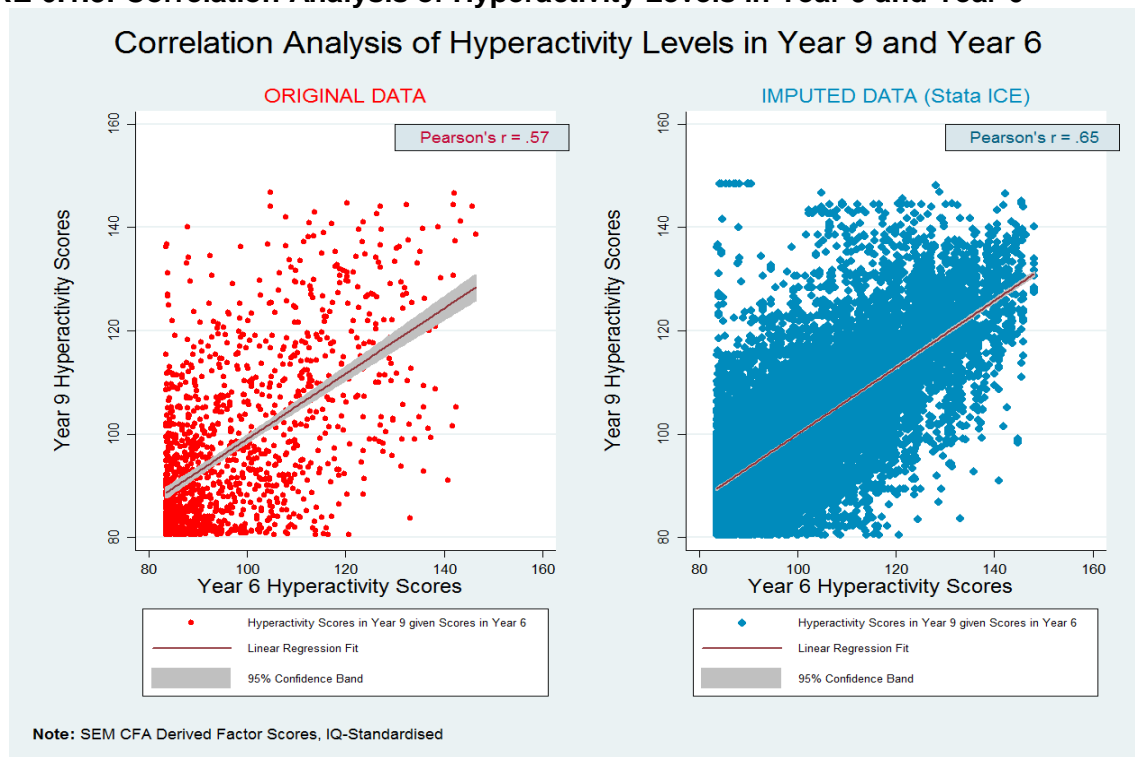 Correlation Analysis of Hyperactivity Levels in Year 9 and Year 6
ORIGINAL DATA
Pearson's r = .57
Year 9 Hyperactivity Scores
160
140
120
100
80
80 100 120 140 160
Year 6 Hyperactivity Scores
Hyperactivity Scores in Year 9 given Scores in Year 6
Linear Regression Fit
95% Confidence Band
IMPUTED DATA (Stata ICE)
Pearson's r = .65
Year 9 Hyperactivity Scores
160
140
120
100
80
80 100 120 140 160
Year 6 Hyperactivity Scores
Hyperactivity Scores in Year 9 given Scores in Year 6
Linear Regression Fit
95% Confidence Band
Note: SEM CFA Derived Factor Scores, IQ-Standardised